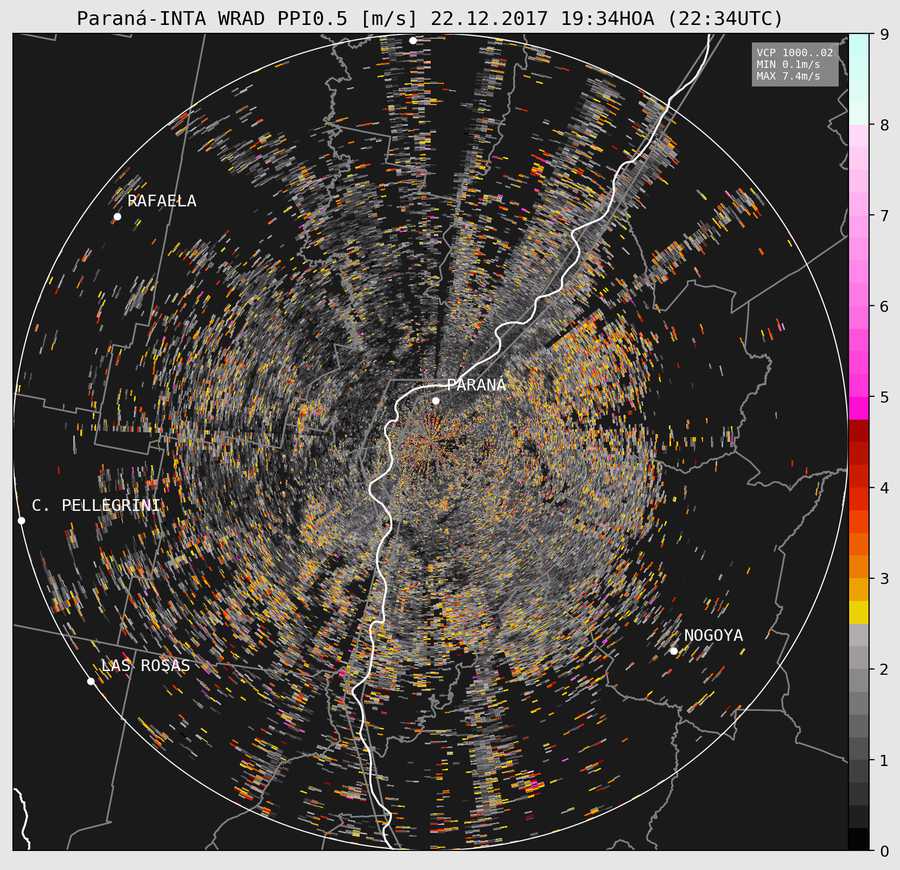 Paraná-INTA WRAD PPI0.5 [m/s] 22.12.2017 19:34HOA (22:34UTC)
VCP 1000..02
MIN 0.1m/s
MAX 7.4m/s
RAFAELA
PARANA
C. PELLEGRINI
NOGOYA
LAS ROSAS
9
8
7
6
5
4
3
2
1
0